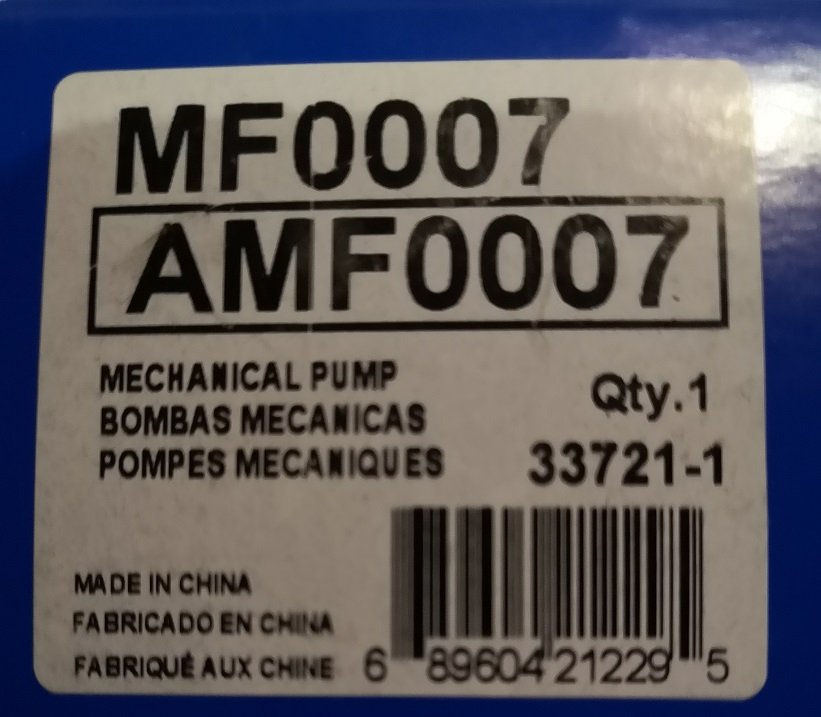 MF0007
AMF0007
MECHANICAL PUMP
BOMBAS MECANICAS
POMPES MECANIQUES
Qty.1
33721-1
MADE IN CHINA
FABRICADO EN CHINA
FABRIQUÉ AUX CHINE
6 89604 21229 5